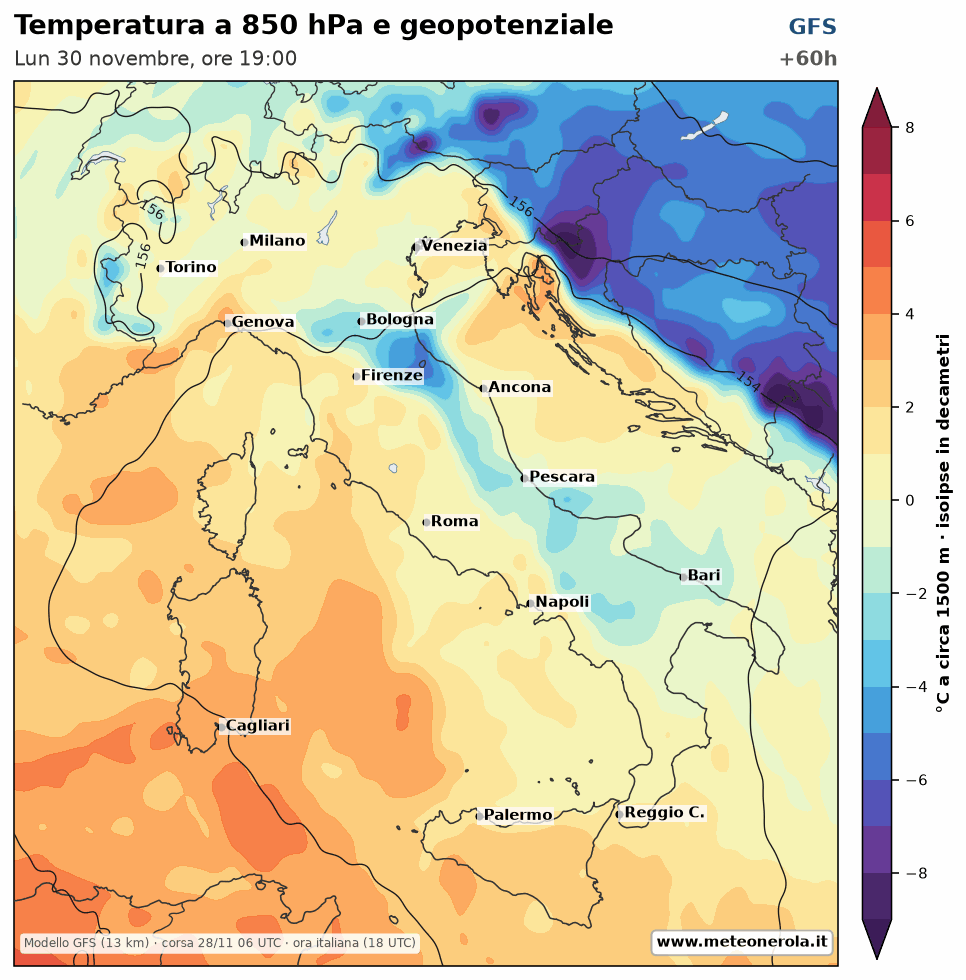 Temperatura a 850 hPa e geopotenziale
GFS
Lun 30 novembre, ore 19:00
+60h
156
156
156
154
Milano
Venezia
Torino
Genova
Bologna
Firenze
Ancona
Pescara
Roma
Bari
Napoli
Cagliari
Palermo
Reggio C.
8
6
4
2
0
−2
−4
−6
−8
°C a circa 1500 m · isoipse in decametri
Modello GFS (13 km) · corsa 28/11 06 UTC · ora italiana (18 UTC)
www.meteonerola.it